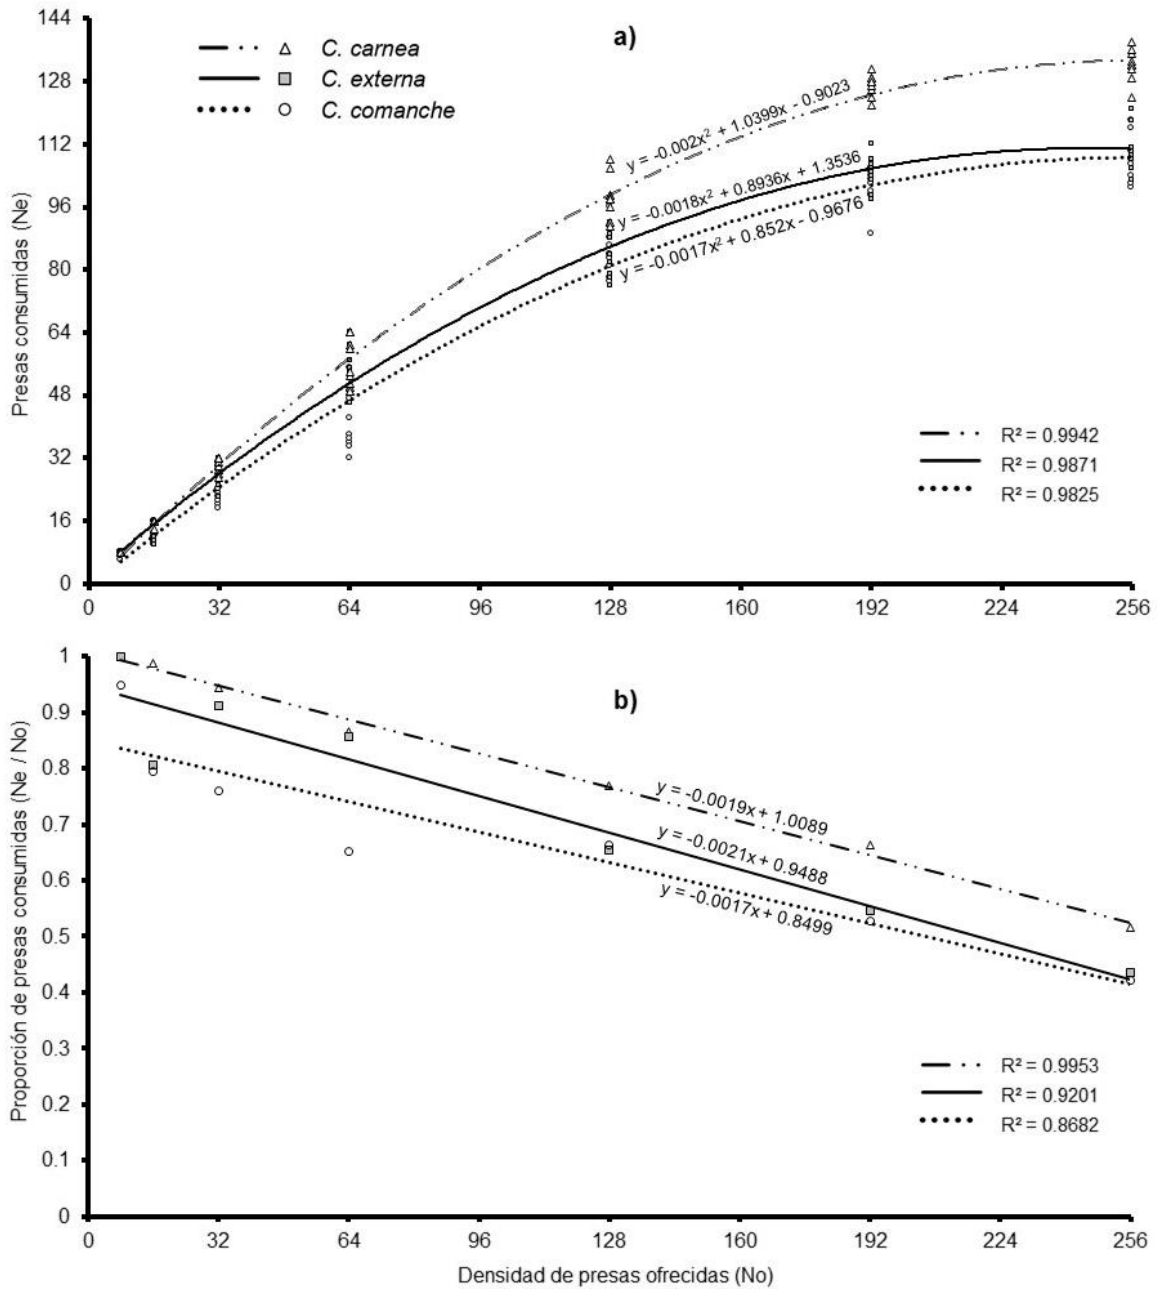 144
128
112
96
80
64
48
32
16
0
Presas consumidas (Ne)
a)
C. carnea
C. externa
C. comanche
y = -0.002x² + 1.0399x - 0.9023
y = -0.0018x² + 0.8936x + 1.3536
y = -0.0017x² + 0.852x - 0.9676
R² = 0.9942
R² = 0.9871
R² = 0.9825
0 32 64 96 128 160 192 224 256
1
0.9
0.8
0.7
0.6
0.5
0.4
0.3
0.2
0.1
0
Proporción de presas consumidas (Ne / No)
b)
y = -0.0019x + 1.0089
y = -0.0021x + 0.9488
y = -0.0017x + 0.8499
R² = 0.9953
R² = 0.9201
R² = 0.8682
0 32 64 96 128 160 192 224 256
Densidad de presas ofrecidas (No)